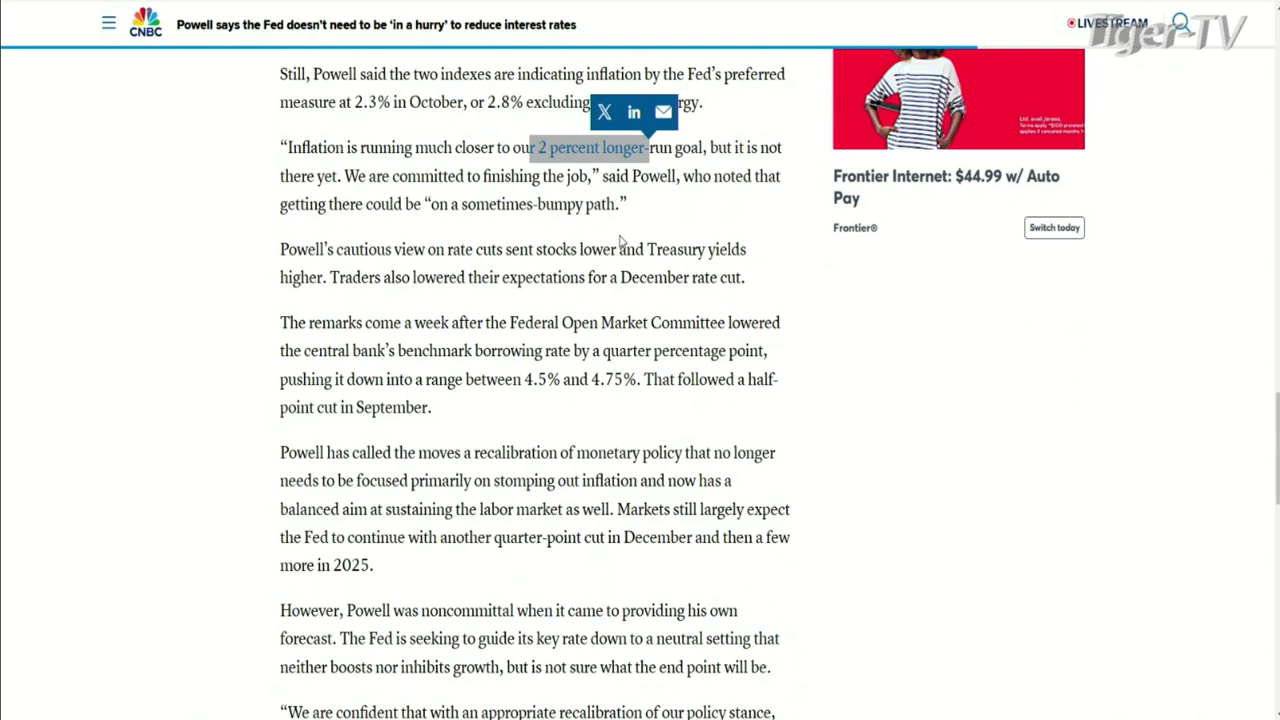 CNBC
Powell says the Fed doesn't need to be 'in a hurry' to reduce interest rates
LIVESTREAM
Tiger-TV
Still, Powell said the two indexes are indicating inflation by the Fed's preferred
measure at 2.3% in October, or 2.8% excluding rgy.
“Inflation is running much closer to our 2 percent longer-run goal, but it is not
there yet. We are committed to finishing the job,” said Powell, who noted that
getting there could be “on a sometimes-bumpy path.”
Powell's cautious view on rate cuts sent stocks lower and Treasury yields
higher. Traders also lowered their expectations for a December rate cut.
The remarks come a week after the Federal Open Market Committee lowered
the central bank's benchmark borrowing rate by a quarter percentage point,
pushing it down into a range between 4.5% and 4.75%. That followed a half-
point cut in September.
Powell has called the moves a recalibration of monetary policy that no longer
needs to be focused primarily on stomping out inflation and now has a
balanced aim at sustaining the labor market as well. Markets still largely expect
the Fed to continue with another quarter-point cut in December and then a few
more in 2025.
However, Powell was noncommittal when it came to providing his own
forecast. The Fed is seeking to guide its key rate down to a neutral setting that
neither boosts nor inhibits growth, but is not sure what the end point will be.
“We are confident that with an appropriate recalibration of our policy stance,
Frontier Internet: $44.99 w/ Auto
Pay
Frontier®
Switch today